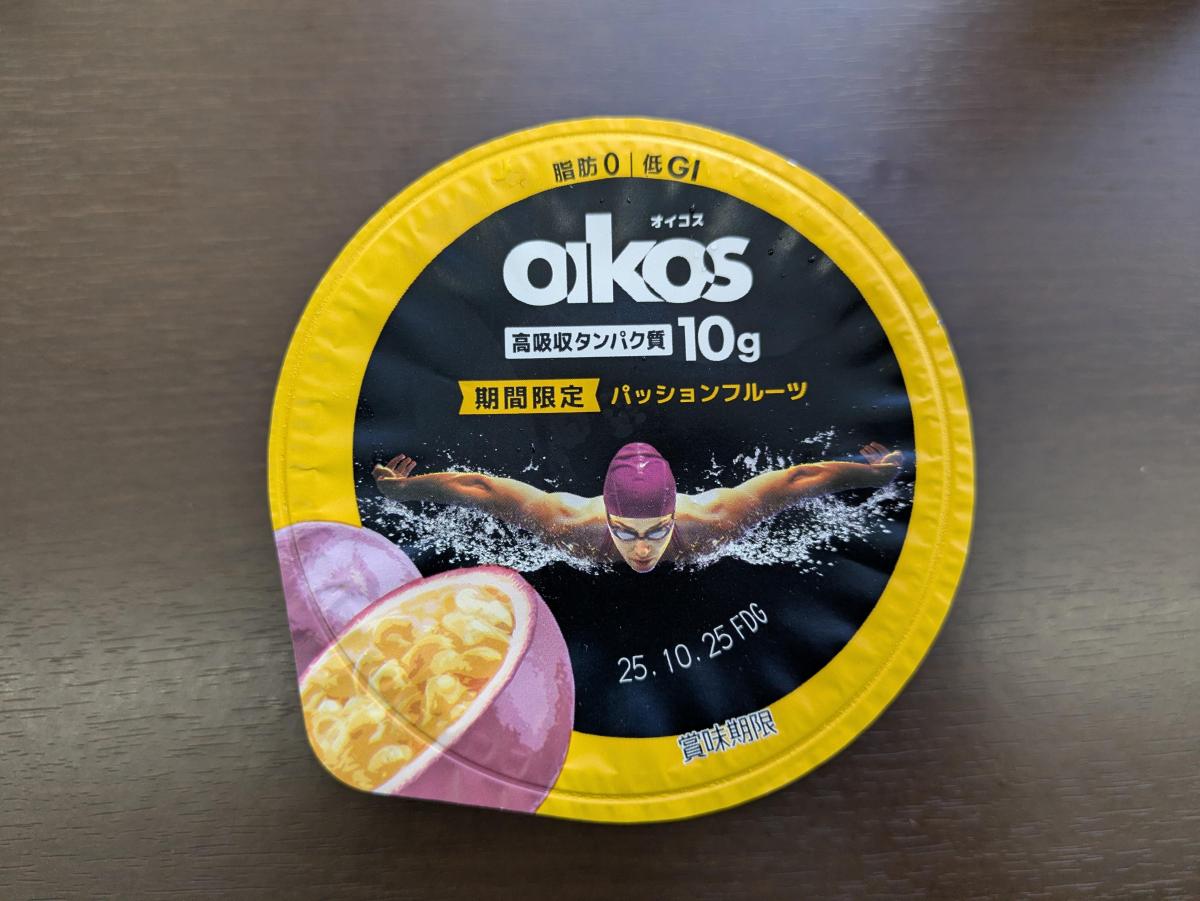 脂肪0|低GI
オイコス
oikos
高吸収タンパク質 10g
期間限定 パッションフルーツ
25.10.25 FDG
賞味期限